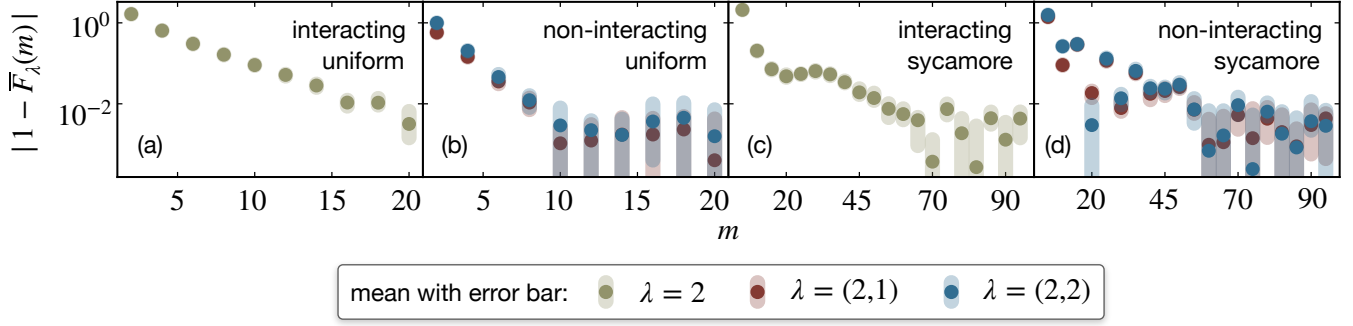 |1 − F̅_λ(m)|
10⁰
10⁻²
interacting
uniform
(a)
non-interacting
uniform
(b)
interacting
sycamore
(c)
non-interacting
sycamore
(d)
5 10 15 20
5 10 15 20
20 45 70 90
20 45 70 90
m
mean with error bar: λ = 2 λ = (2,1) λ = (2,2)